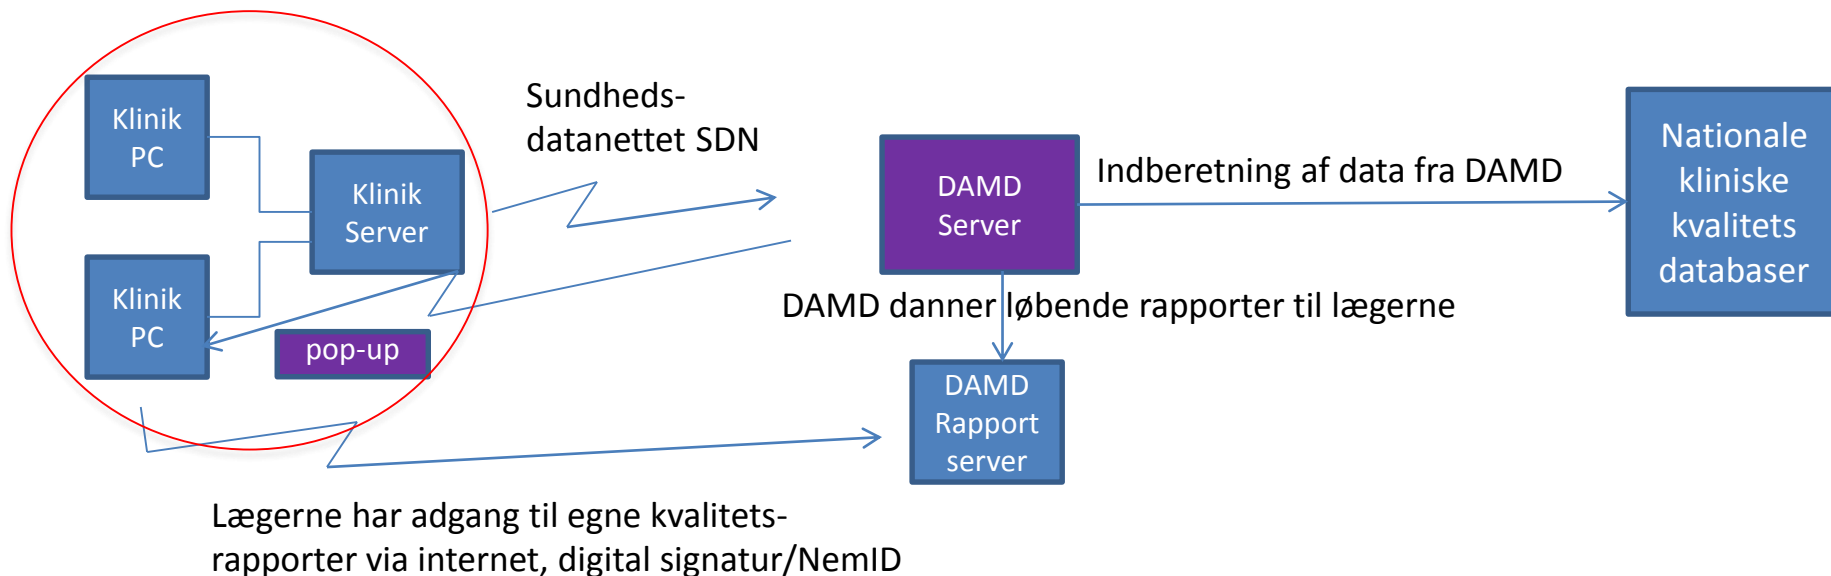 Klinik
PC
Klinik
Server
Klinik
PC
pop-up
Sundheds-
datanettet SDN
DAMD
Server
Indberetning af data fra DAMD
Nationale
kliniske
kvalitets
databaser
DAMD danner løbende rapporter til lægerne
DAMD
Rapport
server
Lægerne har adgang til egne kvalitets-
rapporter via internet, digital signatur/NemID